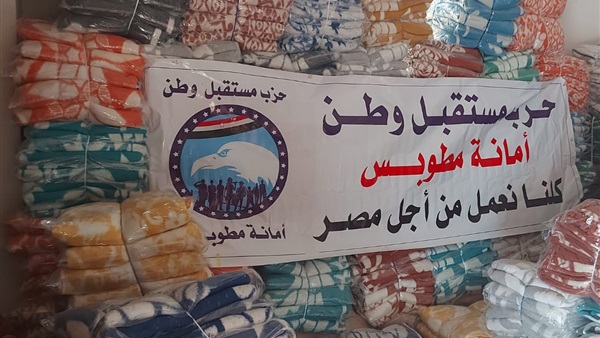 حزب مستقبل وطن
أمانة مطوبس
كلنا نعمل من أجل مصر
حزب مستقبل وطن
أمانة مطوبس